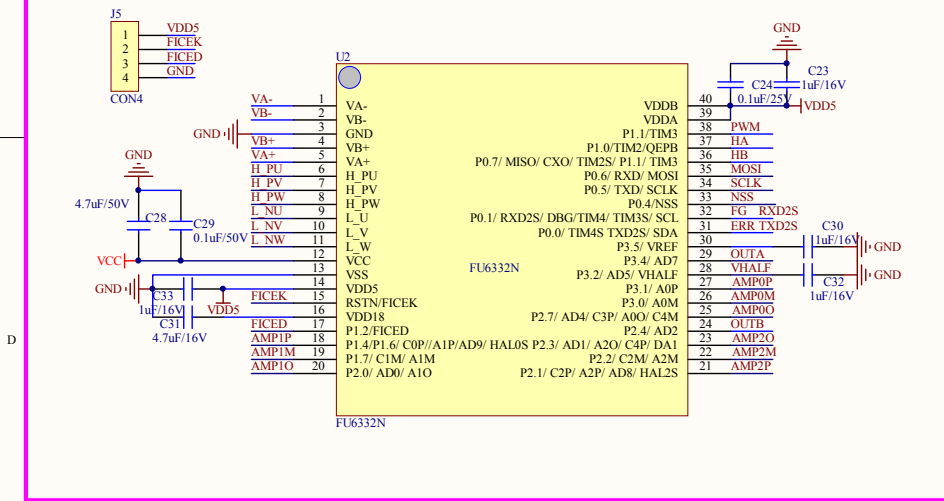 J5
1 VDD5
2 FICEK
3 FICED
4 GND
CON4
U2
GND
C23
1uF/16V
C24
0.1uF/25V
VDD5
VA- 1 VA-
VB- 2 VB-
GND 3 GND
VB+ 4 VB+
VA+ 5 VA+
H_PU 6 H_PU
H_PV 7 H_PV
H_PW 8 H_PW
L_NU 9 L_U
L_NV 10 L_V
L_NW 11 L_W
VCC 12 VCC
13 VSS
14 VDD5
FICEK 15 RSTN/FICEK
16 VDD18
FICED 17 P1.2/FICED
AMP1P 18 P1.4/P1.6/ C0P//A1P/AD9/ HAL0S
AMP1M 19 P1.7/ C1M/ A1M
AMP1O 20 P2.0/ AD0/ A1O
GND
4.7uF/50V
C28
C29
0.1uF/50V
GND
C33
1uF/16V
VDD5
C31
4.7uF/16V
FU6332N
VDDB 40
VDDA 39
P1.1/TIM3 38 PWM
P1.0/TIM2/QEPB 37 HA
P0.7/ MISO/ CXO/ TIM2S/ P1.1/ TIM3 36 HB
P0.6/ RXD/ MOSI 35 MOSI
P0.5/ TXD/ SCLK 34 SCLK
P0.4/NSS 33 NSS
P0.1/ RXD2S/ DBG/TIM4/ TIM3S/ SCL 32 FG RXD2S
P0.0/ TIM4S TXD2S/ SDA 31 ERR TXD2S
P3.5/ VREF 30
P3.4/ AD7 29 OUTA
P3.2/ AD5/ VHALF 28 VHALF
P3.1/ A0P 27 AMP0P
P3.0/ A0M 26 AMP0M
P2.7/ AD4/ C3P/ A0O/ C4M 25 AMP0O
P2.4/ AD2 24 OUTB
P2.3/ AD1/ A2O/ C4P/ DA1 23 AMP2O
P2.2/ C2M/ A2M 22 AMP2M
P2.1/ C2P/ A2P/ AD8/ HAL2S 21 AMP2P
C30
1uF/16V
GND
GND
C32
1uF/16V
FU6332N
D